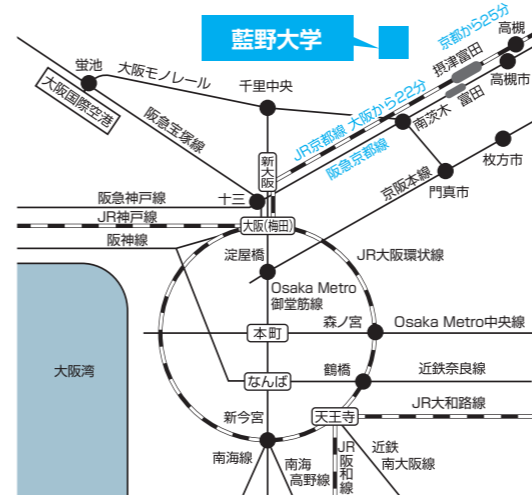 藍野大学
京都から25分
高槻
摂津富田
高槻市
富田
蛍池
大阪モノレール
千里中央
大阪国際空港
阪急宝塚線
JR京都線 大阪から22分
南茨木
阪急京都線
新大阪
枚方市
京阪本線
門真市
阪急神戸線
十三
JR神戸線
大阪(梅田)
阪神線
淀屋橋
JR大阪環状線
Osaka Metro
御堂筋線
森ノ宮
Osaka Metro中央線
本町
大阪湾
鶴橋
近鉄奈良線
なんば
新今宮
天王寺
JR大和路線
南海線
南海
高野線
JR阪和線
近鉄
南大阪線